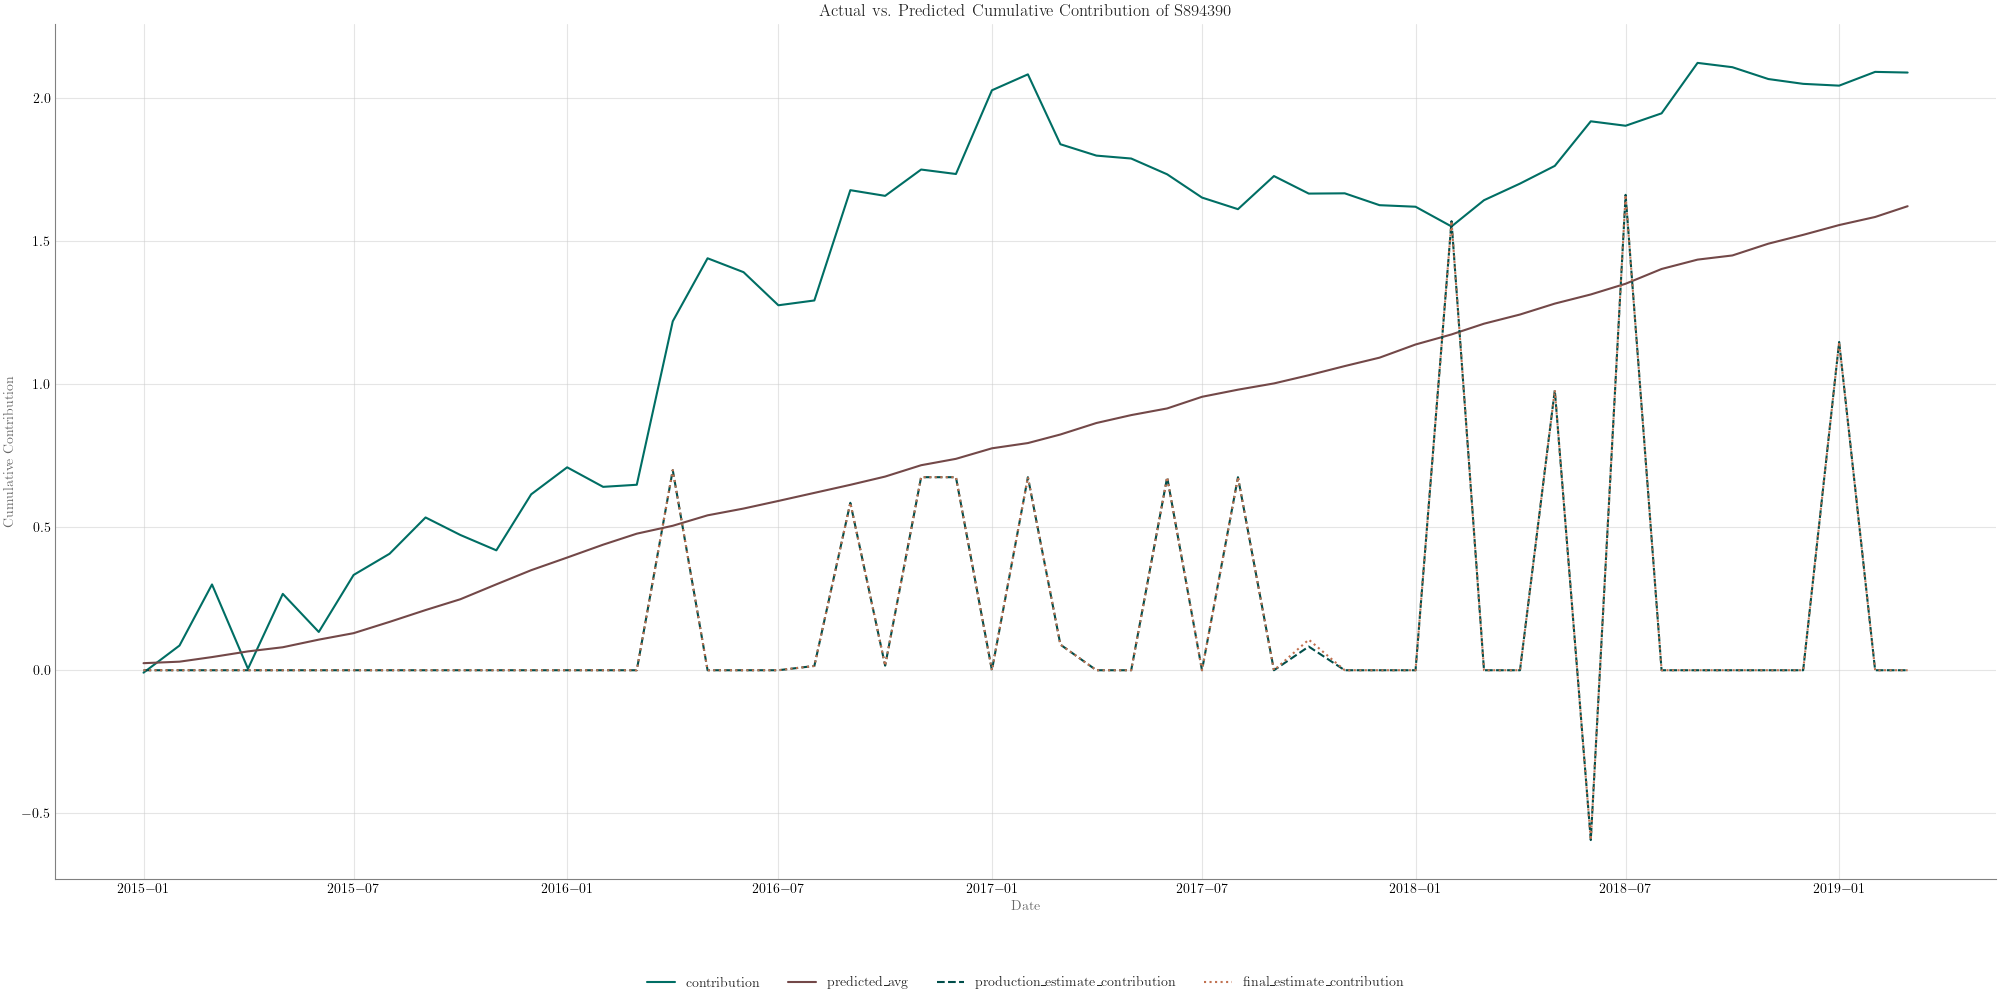 Actual vs. Predicted Cumulative Contribution of S894390
Cumulative Contribution
2.0
1.5
1.0
0.5
0.0
−0.5
2015−01 2015−07 2016−01 2016−07 2017−01 2017−07 2018−01 2018−07 2019−01
Date
contribution predicted_avg production_estimate_contribution final_estimate_contribution